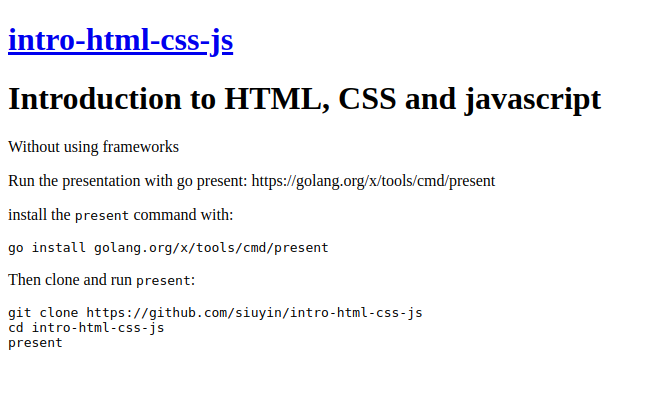 intro-html-css-js
Introduction to HTML, CSS and javascript
Without using frameworks
Run the presentation with go present: https://golang.org/x/tools/cmd/present
install the present command with:
go install golang.org/x/tools/cmd/present
Then clone and run present:
git clone https://github.com/siuyin/intro-html-css-js
cd intro-html-css-js
present